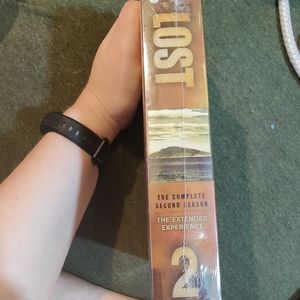 LOST
THE COMPLETE
SECOND SEASON
THE EXTENDED
EXPERIENCE
2